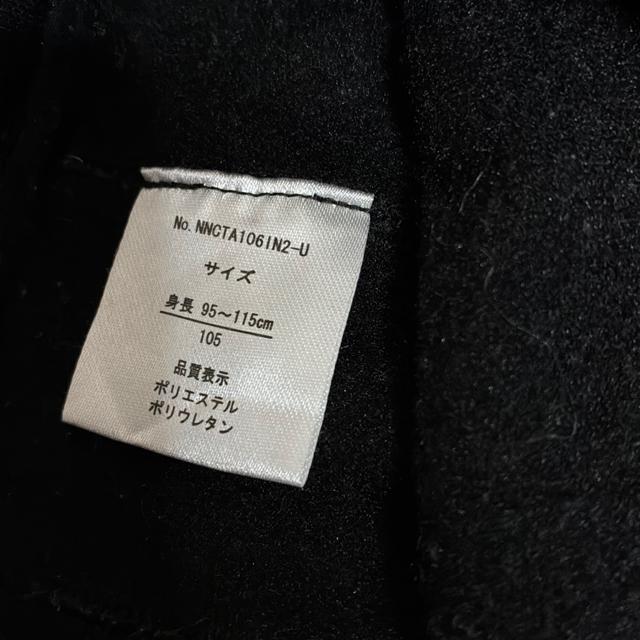 No. NNCTA106IN2-U
サイズ
身長 95～115cm
105
品質表示
ポリエステル
ポリウレタン